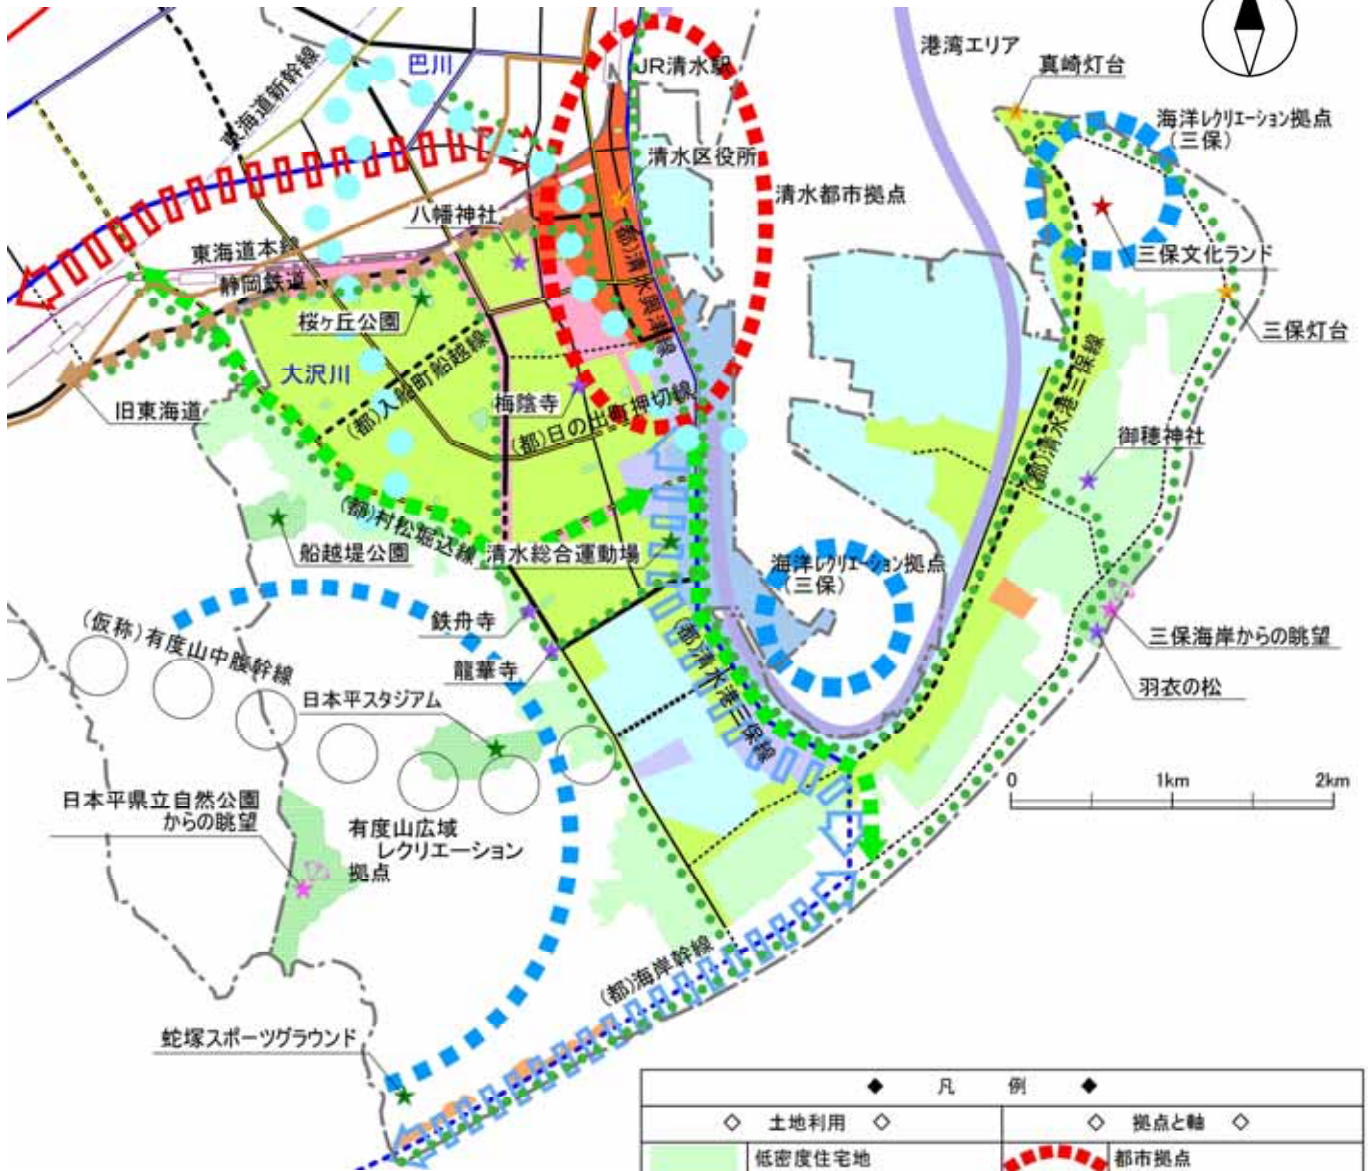 港湾エリア
真崎灯台
巴川
JR清水駅
東海道新幹線
海洋レクリエーション拠点
(三保)
清水区役所
清水都市拠点
八幡神社
東海道本線
静岡鉄道
三保文化ランド
(都)清水興津線
桜ヶ丘公園
三保灯台
大沢川
(都)入船町船越線
梅陰寺
旧東海道
(都)日の出町押切線
(都)清水港三保線
御穂神社
(都)村松堀込線
船越堤公園
清水総合運動場
海洋レクリエーション拠点
(三保)
鉄舟寺
(仮称)有度山中腹幹線
龍華寺
(都)清水港三保線
三保海岸からの眺望
羽衣の松
日本平スタジアム
0 1km 2km
日本平県立自然公園
からの眺望
有度山広域
レクリエーション
拠点
(都)海岸幹線
蛇塚スポーツグラウンド
◆ 凡 例 ◆
◇ 土地利用 ◇
◇ 拠点と軸 ◇
低密度住宅地
都市拠点